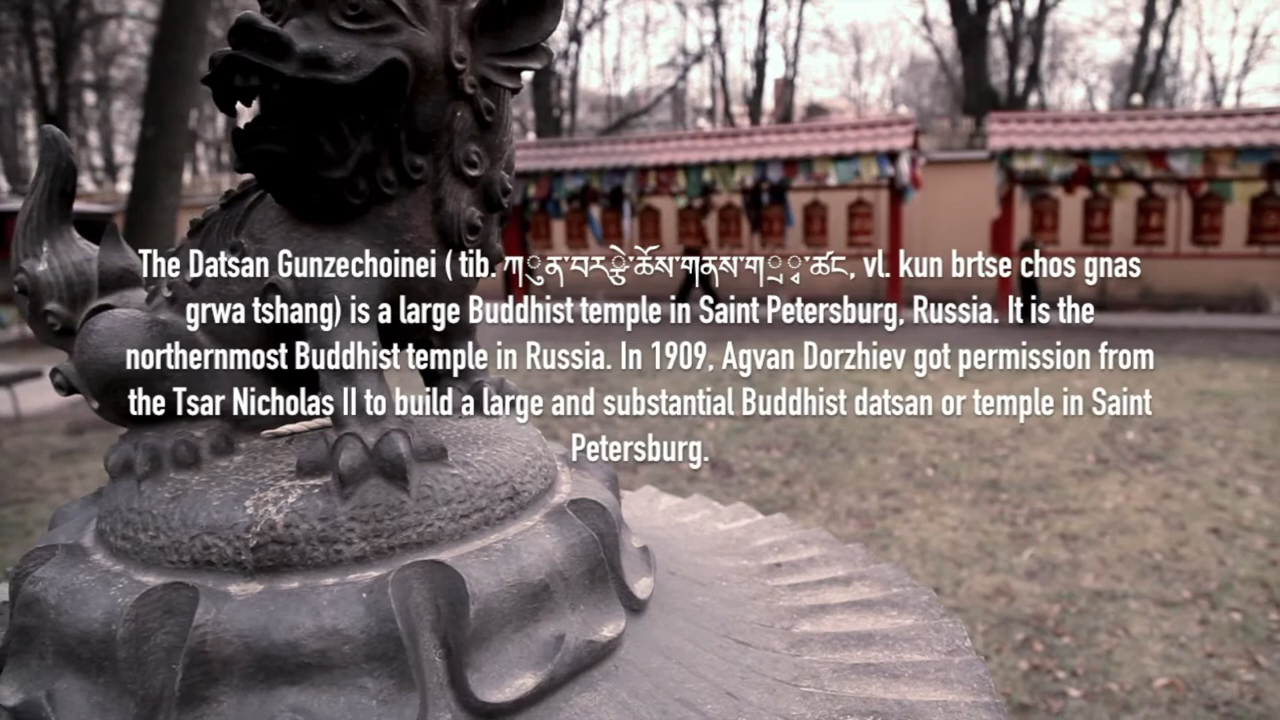 The Datsan Gunzechoinei ( tib. ཀུན་བརྩེ་ཆོས་གནས་གྲྭ་ཚང, vl. kun brtse chos gnas
grwa tshang) is a large Buddhist temple in Saint Petersburg, Russia. It is the
northernmost Buddhist temple in Russia. In 1909, Agvan Dorzhiev got permission from
the Tsar Nicholas II to build a large and substantial Buddhist datsan or temple in Saint
Petersburg.